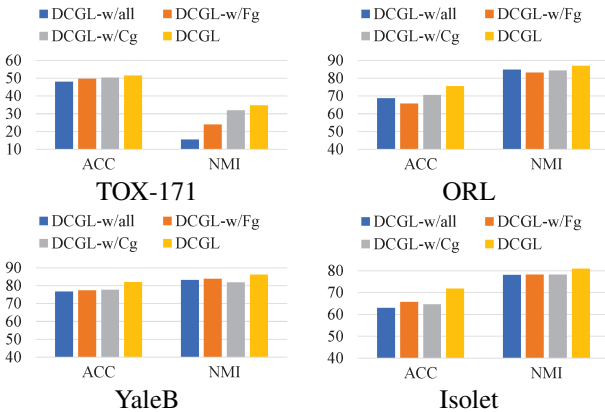 DCGL-w/all DCGL-w/Fg
DCGL-w/Cg DCGL
60
50
40
30
20
10
ACC NMI
TOX-171
DCGL-w/all DCGL-w/Fg
DCGL-w/Cg DCGL
90
80
70
60
50
40
ACC NMI
ORL
DCGL-w/all DCGL-w/Fg
DCGL-w/Cg DCGL
90
80
70
60
50
40
ACC NMI
YaleB
DCGL-w/all DCGL-w/Fg
DCGL-w/Cg DCGL
80
70
60
50
40
ACC NMI
Isolet